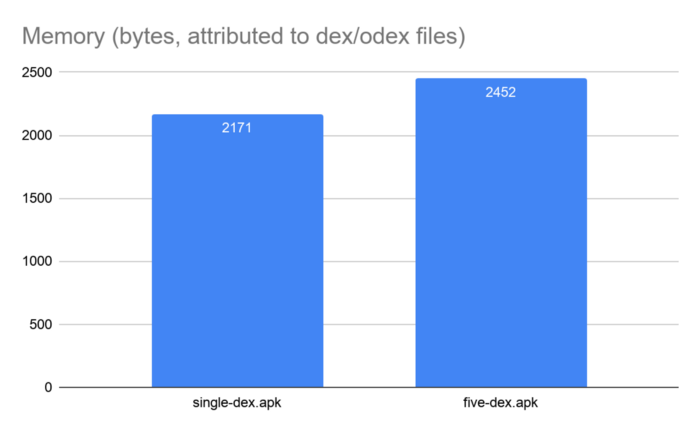 Memory (bytes, attributed to dex/odex files)
2500
2000
1500
1000
500
0
2171
2452
single-dex.apk
five-dex.apk